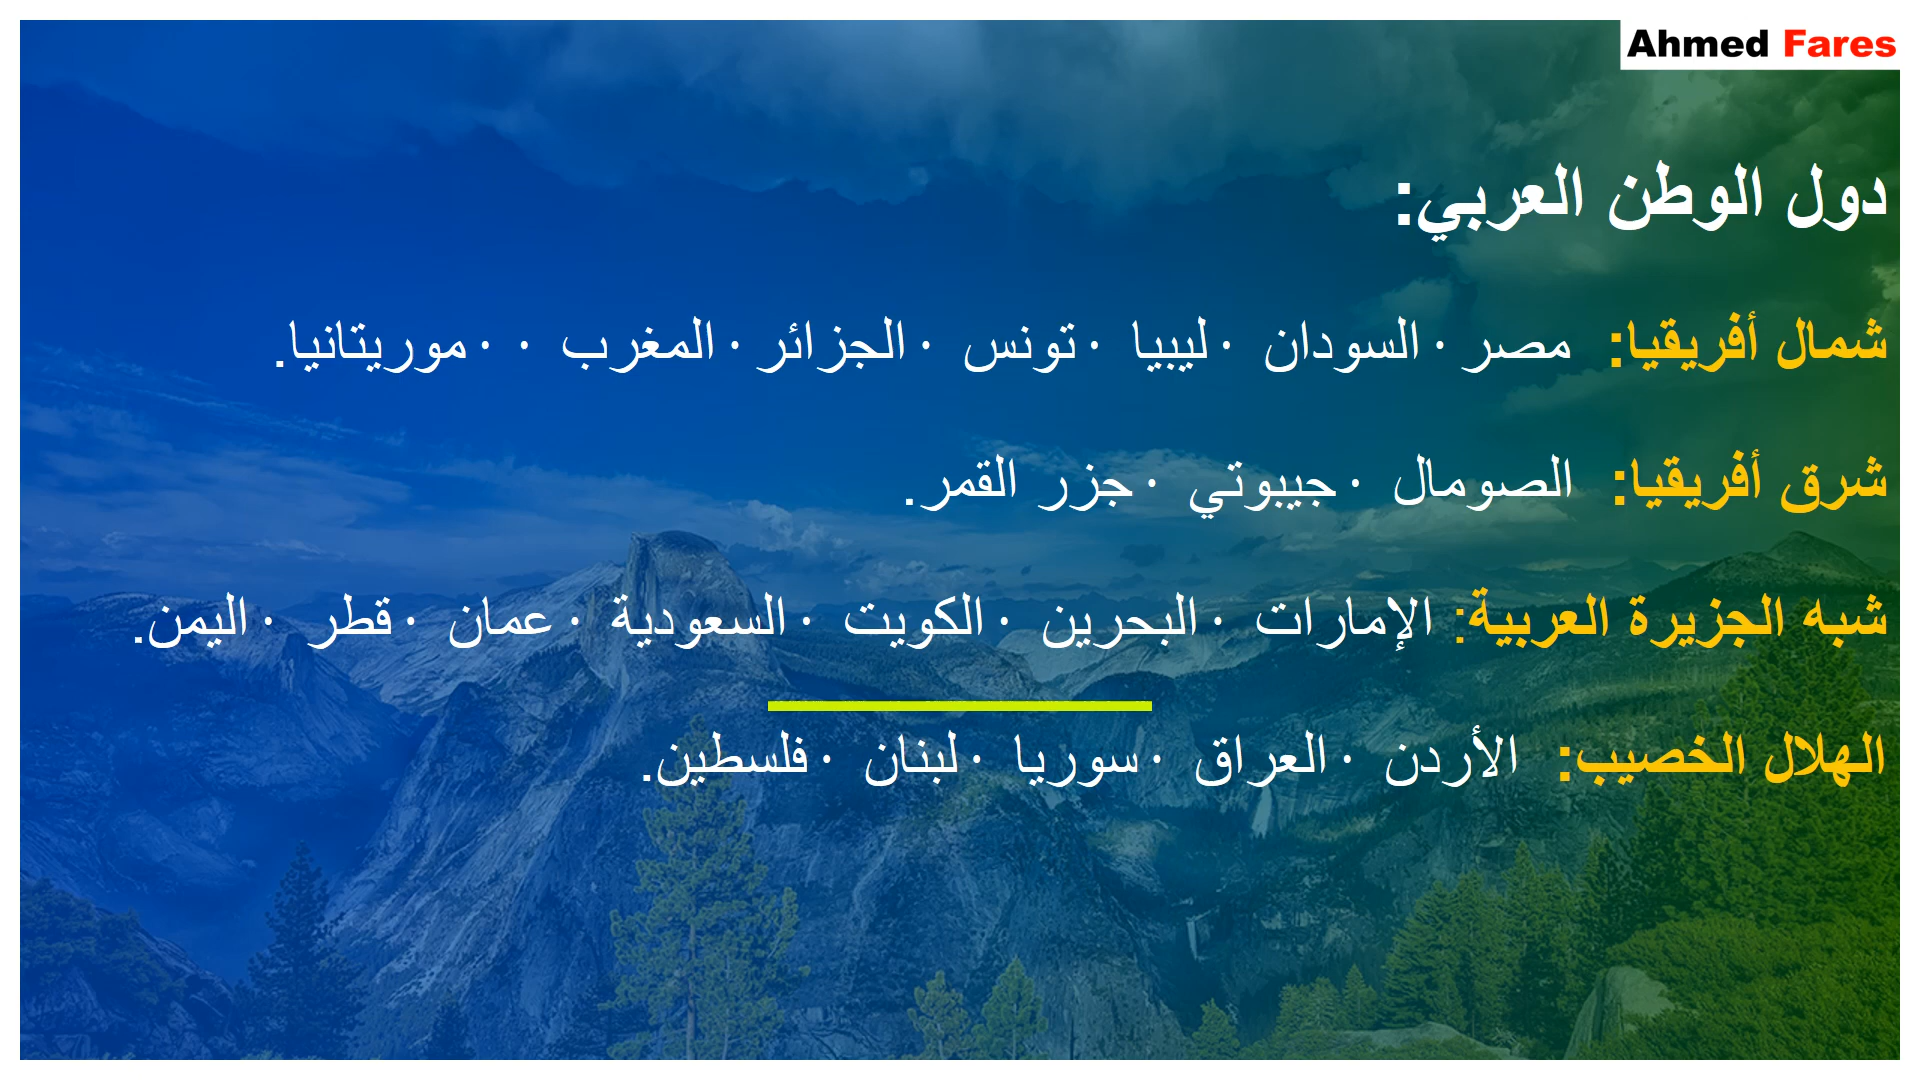 Ahmed Fares
دول الوطن العربي:
شمال أفريقيا: مصر · السودان · ليبيا · تونس · الجزائر · المغرب · · موريتانيا.
شرق أفريقيا: الصومال · جيبوتي · جزر القمر.
شبه الجزيرة العربية: الإمارات · البحرين · الكويت · السعودية · عمان · قطر · اليمن.
الهلال الخصيب: الأردن · العراق · سوريا · لبنان · فلسطين.